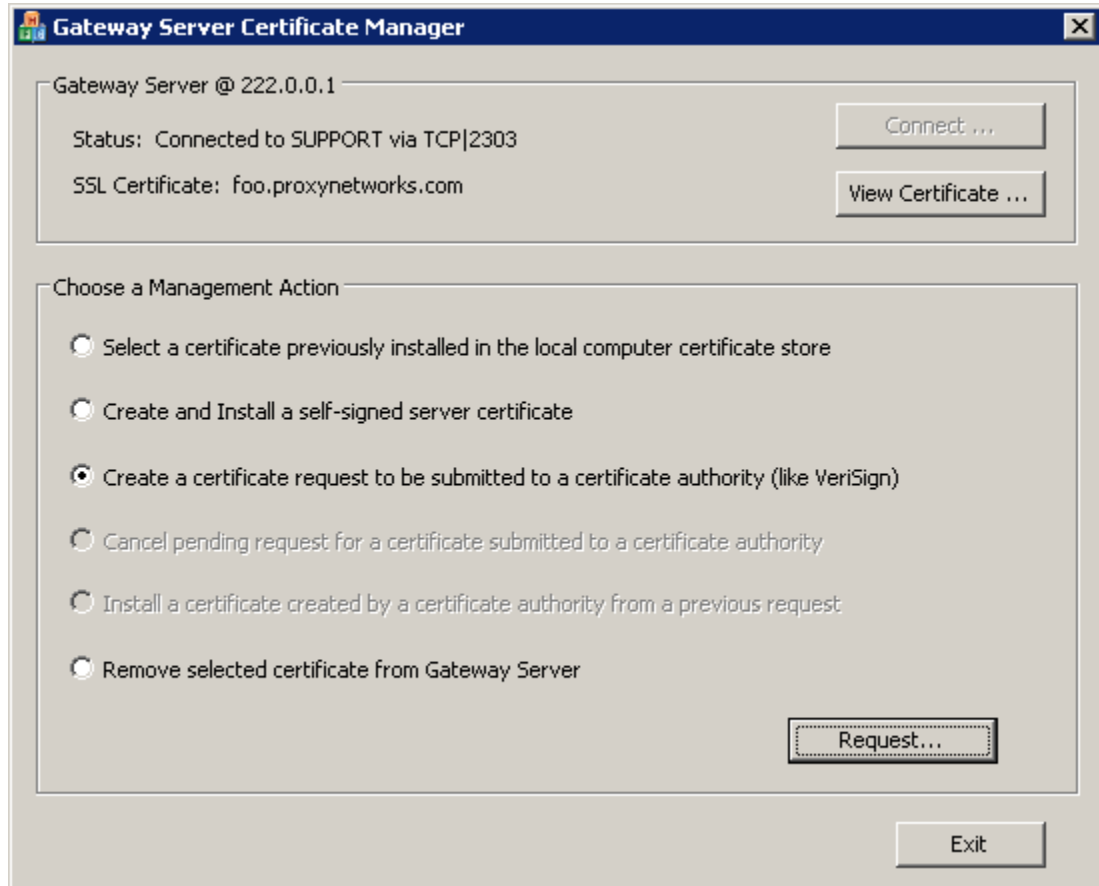 Gateway Server Certificate Manager
Gateway Server @ 222.0.0.1
Connect ...
Status: Connected to SUPPORT via TCP|2303
SSL Certificate: foo.proxynetworks.com
View Certificate ...
Choose a Management Action
Select a certificate previously installed in the local computer certificate store
Create and Install a self-signed server certificate
Create a certificate request to be submitted to a certificate authority (like VeriSign)
Cancel pending request for a certificate submitted to a certificate authority
Install a certificate created by a certificate authority from a previous request
Remove selected certificate from Gateway Server
Request...
Exit